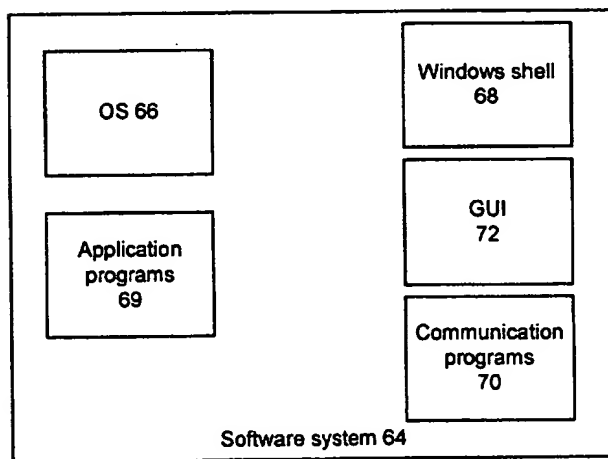 OS 66
Application
programs
69
Windows shell
68
GUI
72
Communication
programs
70
Software system 64